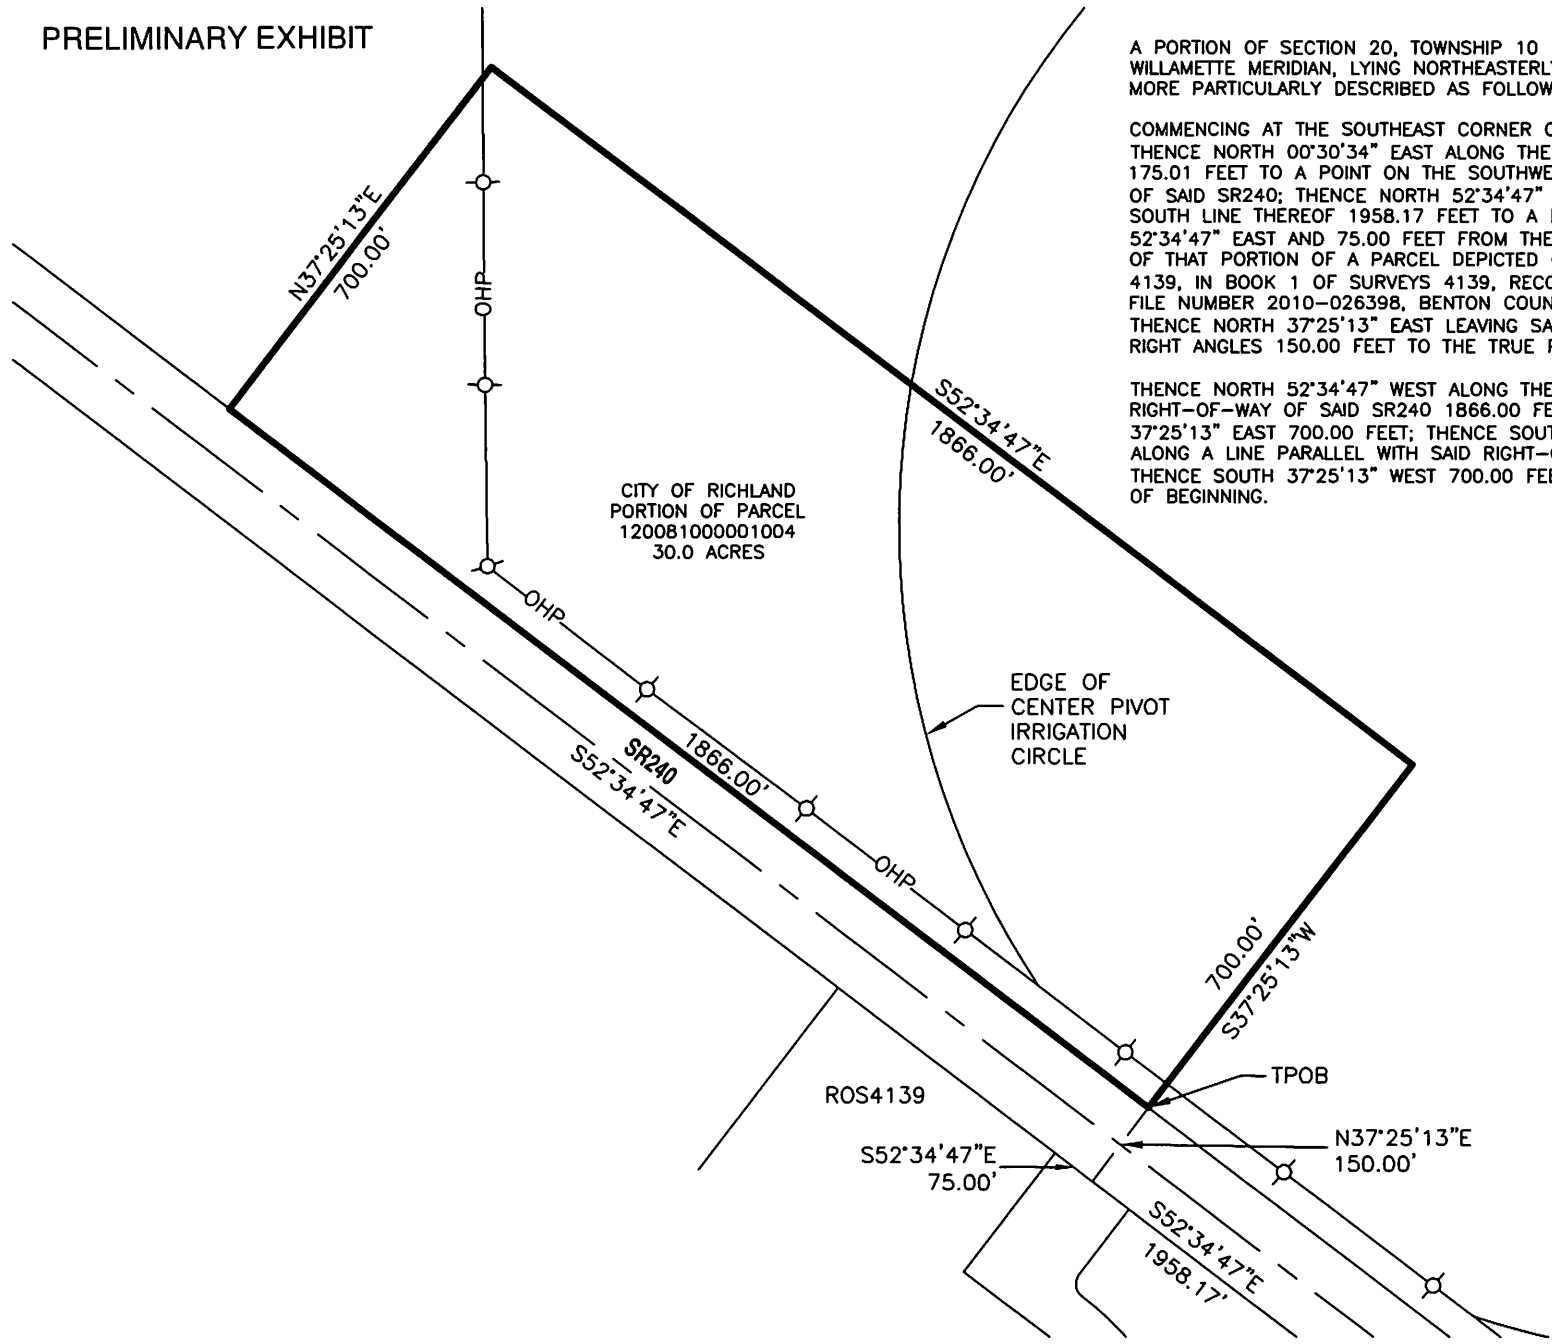 PRELIMINARY EXHIBIT
A PORTION OF SECTION 20, TOWNSHIP 10
WILLAMETTE MERIDIAN, LYING NORTHEASTERLY
MORE PARTICULARLY DESCRIBED AS FOLLOW
COMMENCING AT THE SOUTHEAST CORNER
THENCE NORTH 00°30'34" EAST ALONG THE
175.01 FEET TO A POINT ON THE SOUTHWE
OF SAID SR240; THENCE NORTH 52°34'47"
SOUTH LINE THEREOF 1958.17 FEET TO A
52°34'47" EAST AND 75.00 FEET FROM THE
OF THAT PORTION OF A PARCEL DEPICTED
4139, IN BOOK 1 OF SURVEYS 4139, RECO
FILE NUMBER 2010-026398, BENTON COUN
THENCE NORTH 37°25'13" EAST LEAVING SA
RIGHT ANGLES 150.00 FEET TO THE TRUE
THENCE NORTH 52°34'47" WEST ALONG THE
RIGHT-OF-WAY OF SAID SR240 1866.00 FE
37°25'13" EAST 700.00 FEET; THENCE SOUT
ALONG A LINE PARALLEL WITH SAID RIGHT-
THENCE SOUTH 37°25'13" WEST 700.00 FEE
OF BEGINNING.
N37°25'13"E
700.00'
OHP
S52°34'47"E
1866.00'
CITY OF RICHLAND
PORTION OF PARCEL
120081000001004
30.0 ACRES
OHP
EDGE OF
CENTER PIVOT
IRRIGATION
CIRCLE
1866.00'
SR240
S52°34'47"E
OHP
700.00'
S37°25'13"W
TPOB
ROS4139
S52°34'47"E
75.00'
N37°25'13"E
150.00'
S52°34'47"E
1958.17'